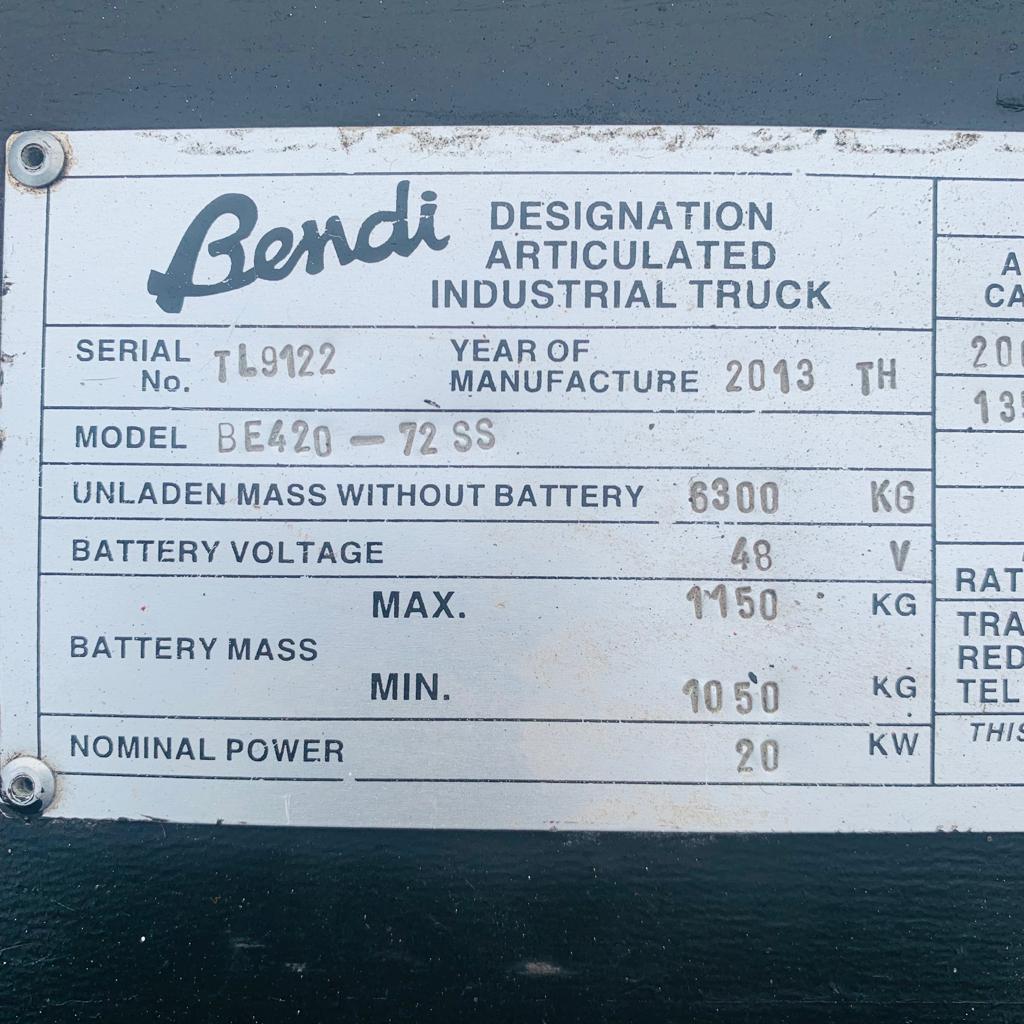 Bendi
DESIGNATION
ARTICULATED
INDUSTRIAL TRUCK
SERIAL No. TL9122
YEAR OF MANUFACTURE 2013 TH
MODEL BE420 — 72 SS
UNLADEN MASS WITHOUT BATTERY 6300 KG
BATTERY VOLTAGE 48 V
BATTERY MASS
MAX. 1150 KG
MIN. 1050 KG
NOMINAL POWER 20 KW